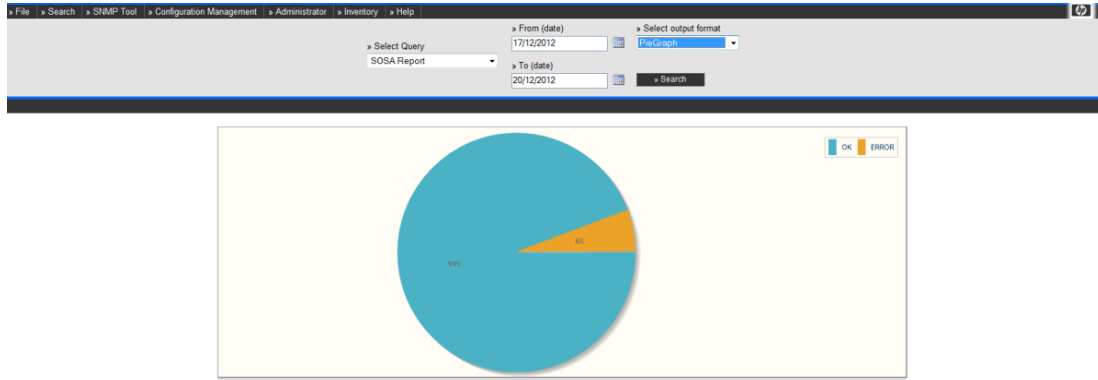 » File » Search » SNMP Tool » Configuration Management » Administrator » Inventory » Help
» Select Query
SOSA Report
» From (date)
17/12/2012
» To (date)
20/12/2012
» Select output format
PieGraph
» Search
OK ERROR
6%
94%